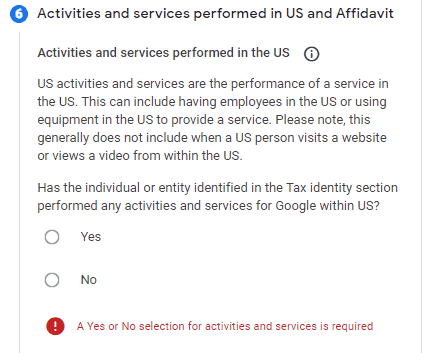 6 Activities and services performed in US and Affidavit
Activities and services performed in the US
US activities and services are the performance of a service in
the US. This can include having employees in the US or using
equipment in the US to provide a service. Please note, this
generally does not include when a US person visits a website
or views a video from within the US.
Has the individual or entity identified in the Tax identity section
performed any activities and services for Google within US?
Yes
No
A Yes or No selection for activities and services is required